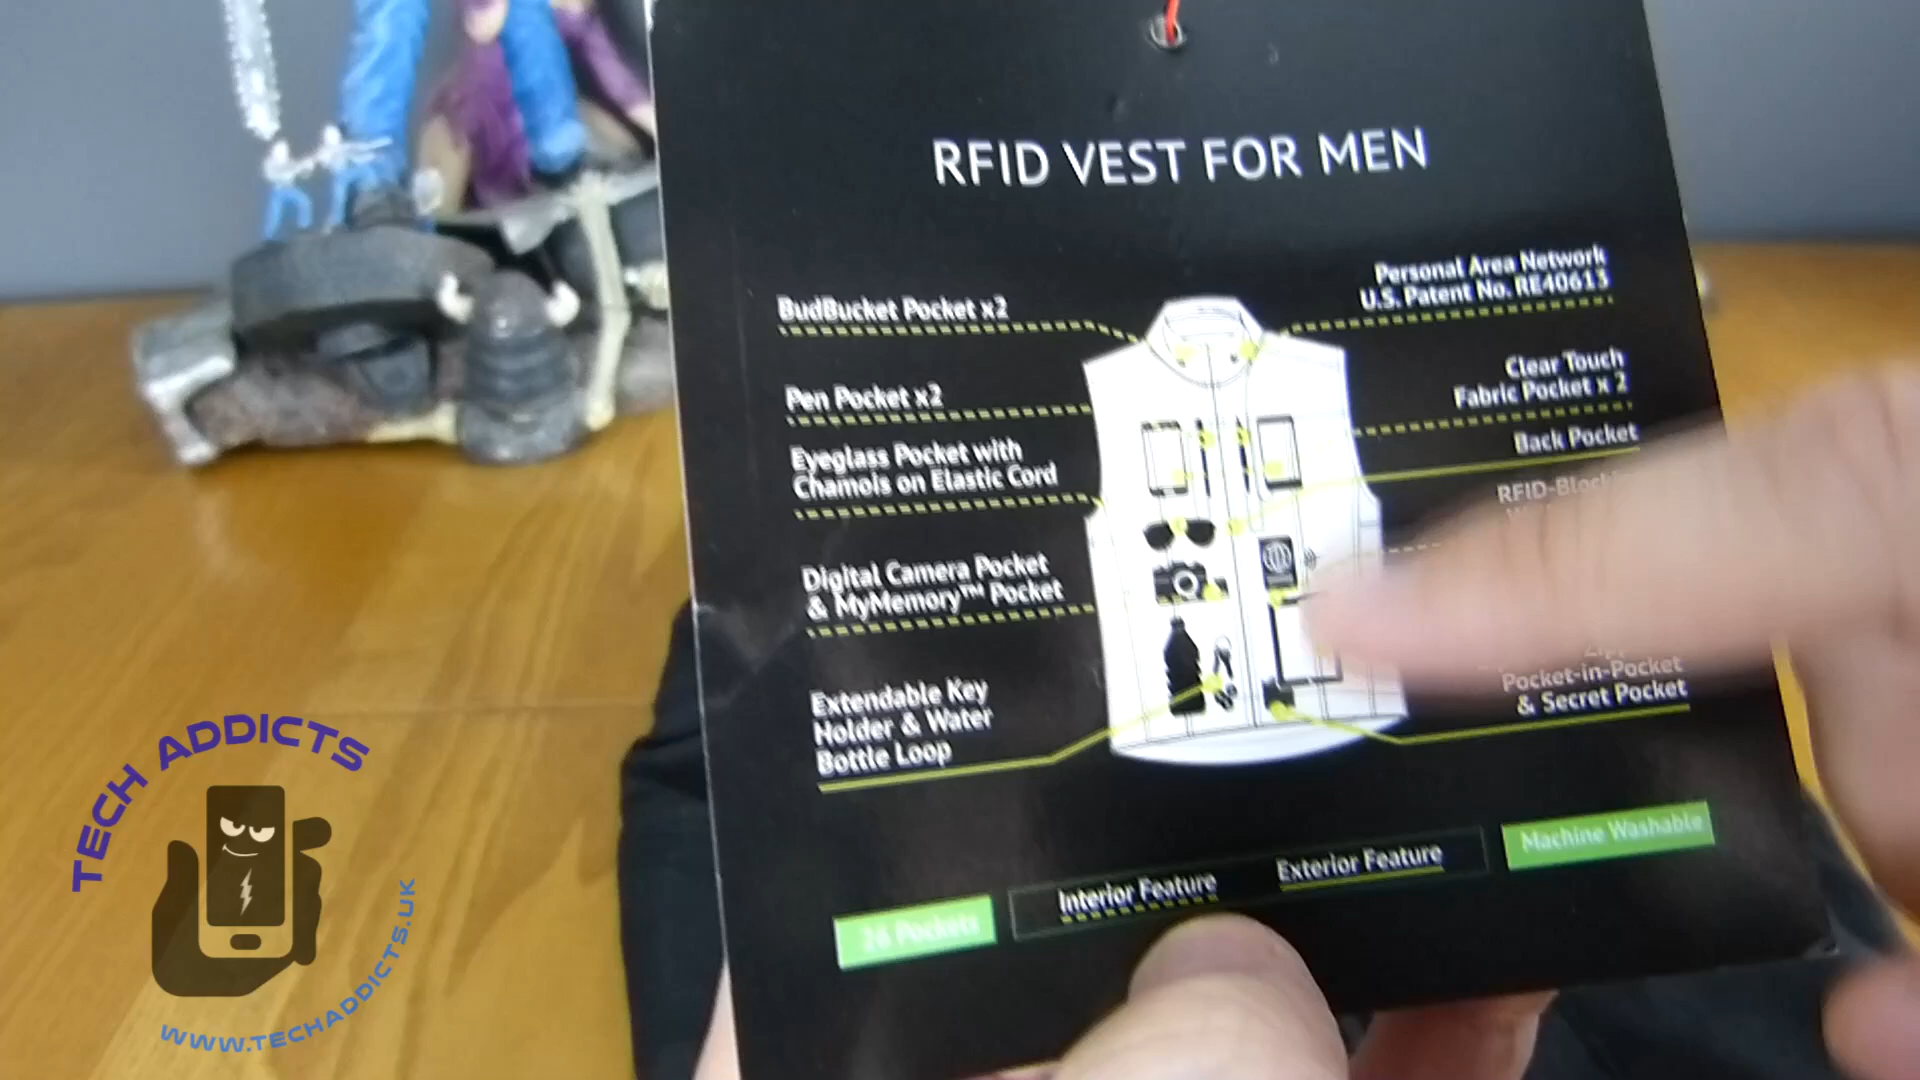 RFID VEST FOR MEN
BudBucket Pocket x2
Pen Pocket x2
Eyeglass Pocket with
Chamois on Elastic Cord
Digital Camera Pocket
& MyMemory™ Pocket
Extendable Key
Holder & Water
Bottle Loop
Personal Area Network
U.S. Patent No. RE40613
Clear Touch
Fabric Pocket x 2
Back Pocket
Pocket-in-Pocket
& Secret Pocket
26 Pockets
Interior Feature
Exterior Feature
Machine Washable
TECH ADDICTS
WWW.TECHADDICTS.UK